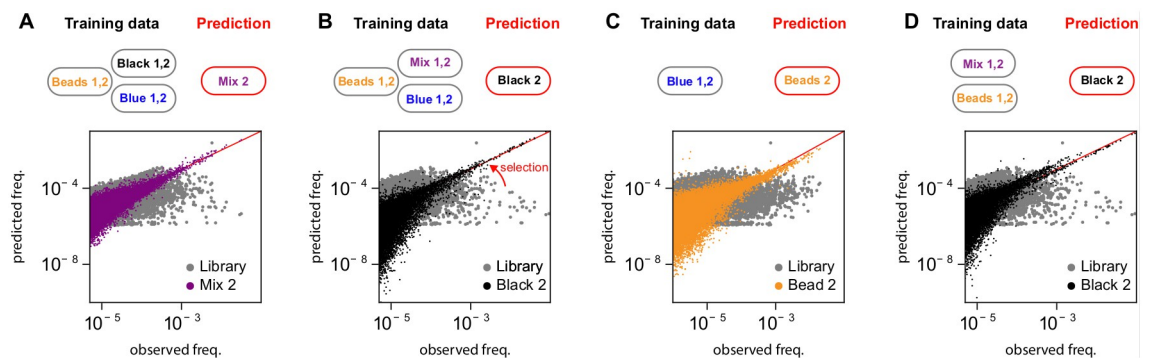 A Training data Prediction
Black 1,2
Beads 1,2
Mix 2
Blue 1,2
predicted freq.
10⁻⁴
10⁻⁸
Library
Mix 2
10⁻⁵ 10⁻³
observed freq.
B Training data Prediction
Mix 1,2
Beads 1,2
Black 2
Blue 1,2
predicted freq.
10⁻⁴
10⁻⁸
selection
Library
Black 2
10⁻⁵ 10⁻³
observed freq.
C Training data Prediction
Blue 1,2
Beads 2
predicted freq.
10⁻⁴
10⁻⁸
Library
Bead 2
10⁻⁵ 10⁻³
observed freq.
D Training data Prediction
Mix 1,2
Black 2
Beads 1,2
predicted freq.
10⁻⁴
10⁻⁸
Library
Black 2
10⁻⁵ 10⁻³
observed freq.